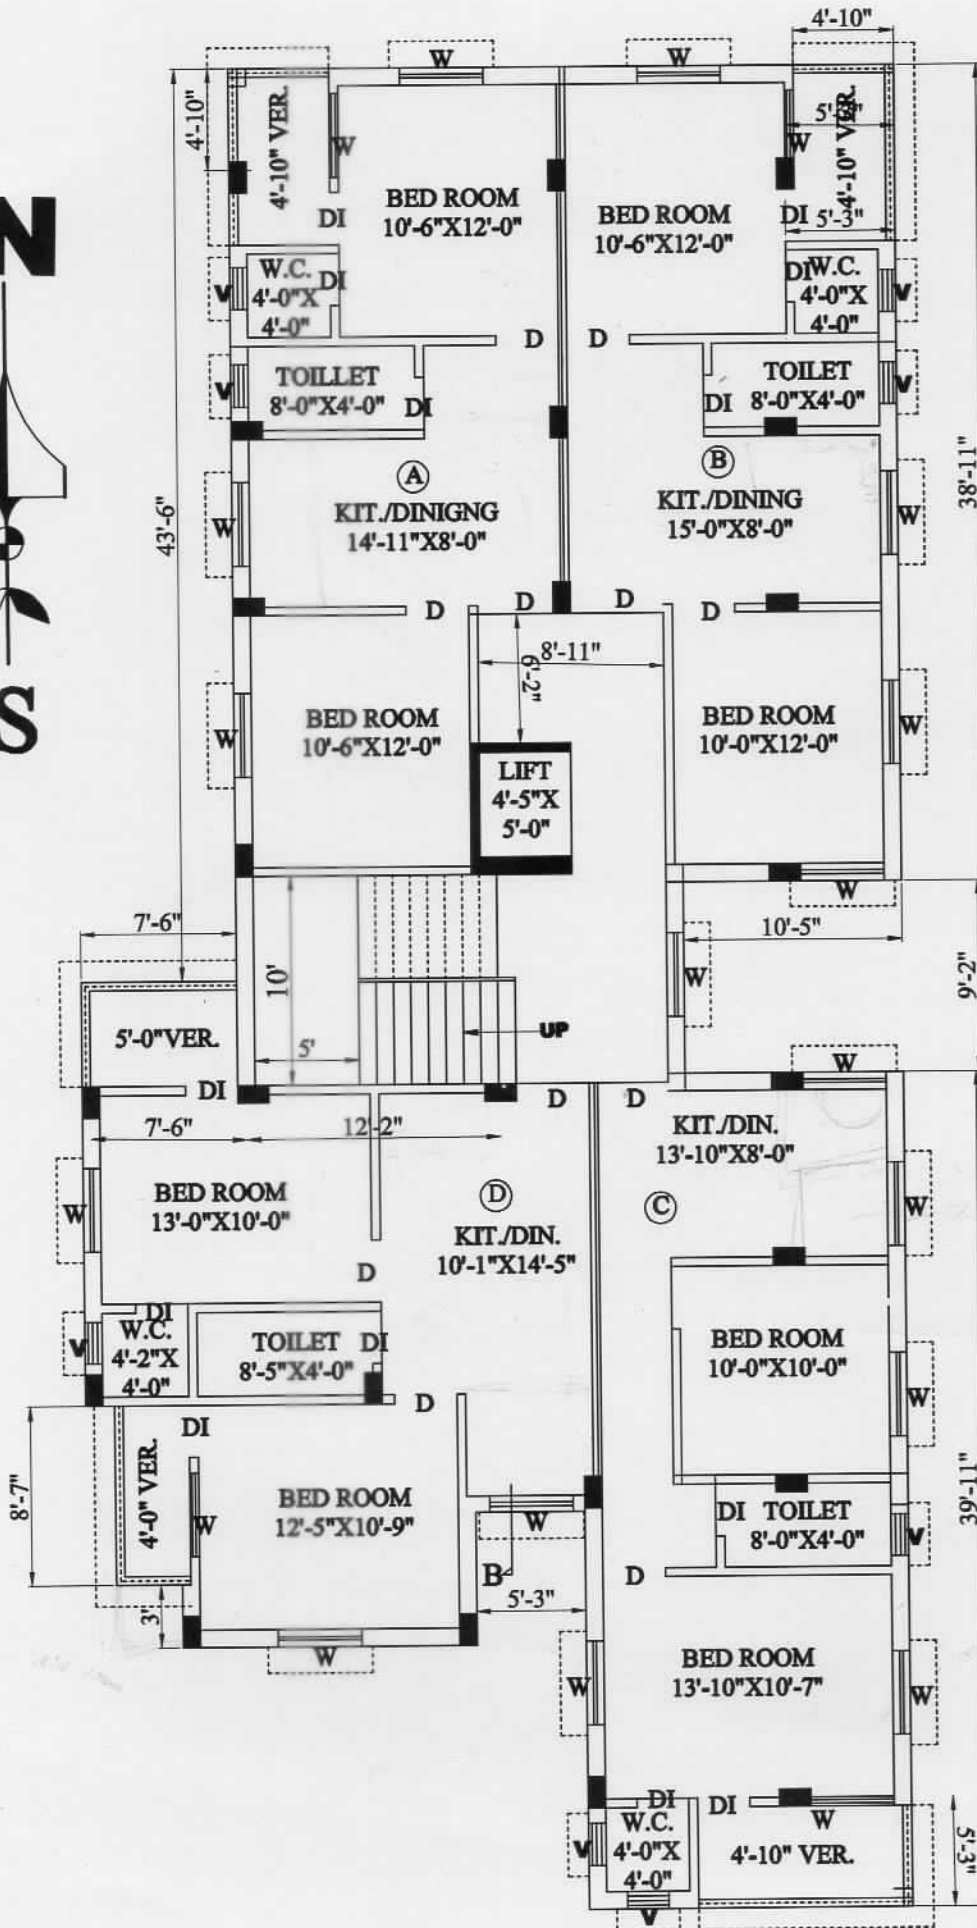 4'-10"
W
W
4'-10"
4'-10" VER.
W
5'-3"
W
4'-10" VER.
N
BED ROOM
10'-6"X12'-0"
BED ROOM
10'-6"X12'-0"
DI
DI
5'-3"
W.C.
4'-0"X
4'-0"
DI
V
DI
W.C.
4'-0"X
4'-0"
V
D
D
TOILLET
8'-0"X4'-0"
DI
V
TOILET
8'-0"X4'-0"
DI
V
38'-11"
43'-6"
A
KIT./DINIGNG
14'-11"X8'-0"
W
B
KIT./DINING
15'-0"X8'-0"
W
D
D
D
D
8'-11"
6'-2"
S
BED ROOM
10'-6"X12'-0"
W
LIFT
4'-5"X
5'-0"
BED ROOM
10'-0"X12'-0"
W
W
7'-6"
10'-5"
10'
W
9'-2"
5'-0"VER.
5'
UP
W
DI
D
D
7'-6"
12'-2"
KIT./DIN.
13'-10"X8'-0"
BED ROOM
13'-0"X10'-0"
W
D
KIT./DIN.
10'-1"X14'-5"
C
W
D
DI
W.C.
4'-2"X
4'-0"
V
TOILET
8'-5"X4'-0"
DI
BED ROOM
10'-0"X10'-0"
W
D
DI
8'-7"
4'-0" VER.
W
BED ROOM
12'-5"X10'-9"
W
DI
TOILET
8'-0"X4'-0"
V
39'-11"
B
5'-3"
D
3'
W
BED ROOM
13'-10"X10'-7"
W
W
DI
DI
W
W.C.
4'-0"X
4'-0"
V
4'-10" VER.
5'-3"
V